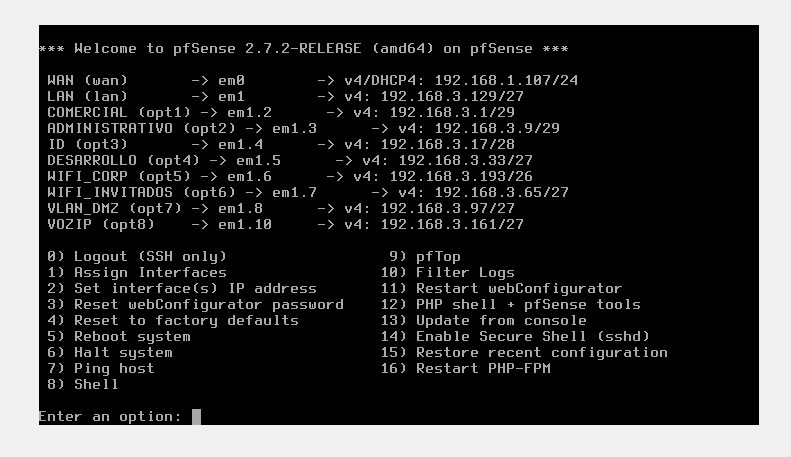 *** Welcome to pfSense 2.7.2-RELEASE (amd64) on pfSense ***
WAN (wan)       -> em0        -> v4/DHCP4: 192.168.1.107/24
LAN (lan)       -> em1        -> v4: 192.168.3.129/27
COMERCIAL (opt1) -> em1.2      -> v4: 192.168.3.1/29
ADMINISTRATIVO (opt2) -> em1.3      -> v4: 192.168.3.9/29
ID (opt3)       -> em1.4      -> v4: 192.168.3.17/28
DESARROLLO (opt4) -> em1.5      -> v4: 192.168.3.33/27
WIFI_CORP (opt5) -> em1.6      -> v4: 192.168.3.193/26
WIFI_INVITADOS (opt6) -> em1.7      -> v4: 192.168.3.65/27
VLAN_DMZ (opt7) -> em1.8      -> v4: 192.168.3.97/27
VOZIP (opt8)    -> em1.10     -> v4: 192.168.3.161/27
0) Logout (SSH only)                  9) pfTop
1) Assign Interfaces                 10) Filter Logs
2) Set interface(s) IP address       11) Restart webConfigurator
3) Reset webConfigurator password    12) PHP shell + pfSense tools
4) Reset to factory defaults         13) Update from console
5) Reboot system                     14) Enable Secure Shell (sshd)
6) Halt system                       15) Restore recent configuration
7) Ping host                         16) Restart PHP-FPM
8) Shell
Enter an option: